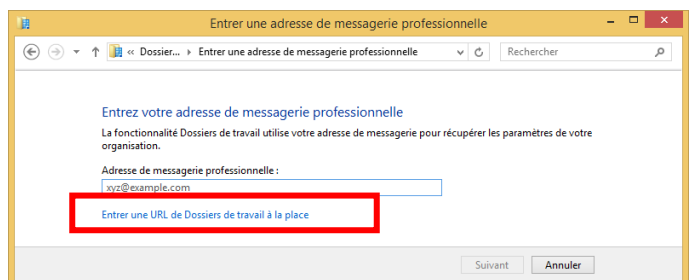 Entrer une adresse de messagerie professionnelle
« Dossier... › Entrer une adresse de messagerie professionnelle
Rechercher
Entrez votre adresse de messagerie professionnelle
La fonctionnalité Dossiers de travail utilise votre adresse de messagerie pour récupérer les paramètres de votre
organisation.
Adresse de messagerie professionnelle :
xyz@example.com
Entrer une URL de Dossiers de travail à la place
Suivant
Annuler